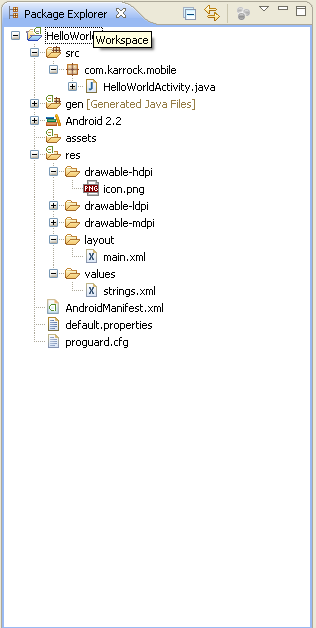 Package Explorer
HelloWorld
Workspace
src
com.karrock.mobile
J HelloWorldActivity.java
gen [Generated Java Files]
Android 2.2
assets
res
drawable-hdpi
PNG icon.png
drawable-ldpi
drawable-mdpi
layout
X main.xml
values
X strings.xml
AndroidManifest.xml
default.properties
proguard.cfg